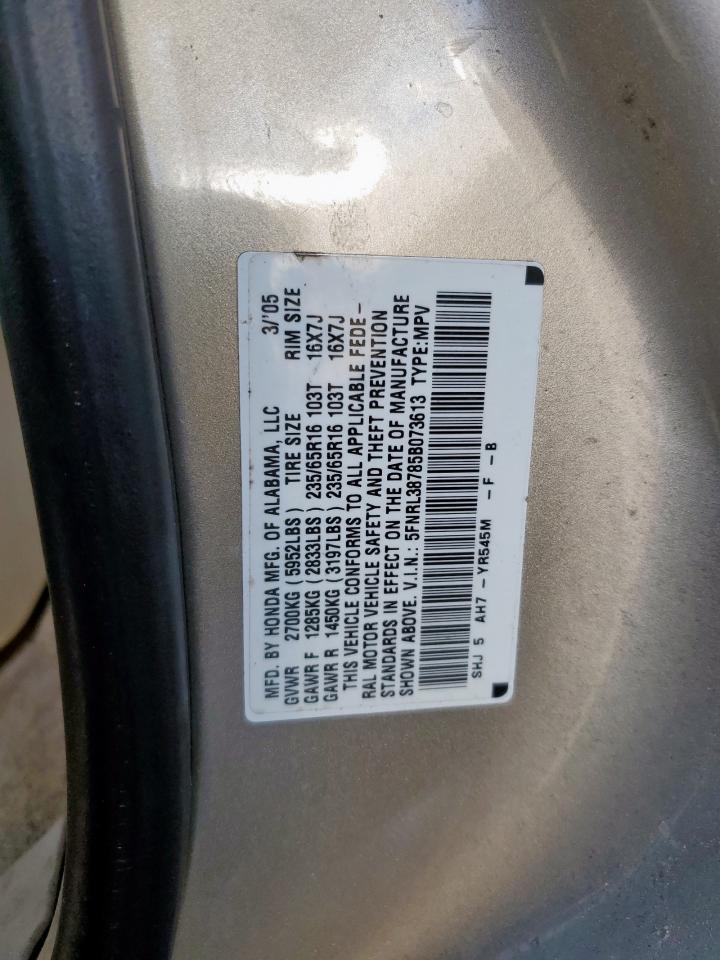 MFD. BY HONDA MFG. OF ALABAMA, LLC 3/'05
GVWR 2700KG (5952LBS) TIRE SIZE RIM SIZE
GAWR F 1285KG (2833LBS) 235/65R16 103T 16X7J
GAWR R 1450KG (3197LBS) 235/65R16 103T 16X7J
THIS VEHICLE CONFORMS TO ALL APPLICABLE FEDE-
RAL MOTOR VEHICLE SAFETY AND THEFT PREVENTION
STANDARDS IN EFFECT ON THE DATE OF MANUFACTURE
SHOWN ABOVE. V.I.N.: 5FNRL38785B073613 TYPE:MPV
SHJ 5 AH7 -YR545M -F -B